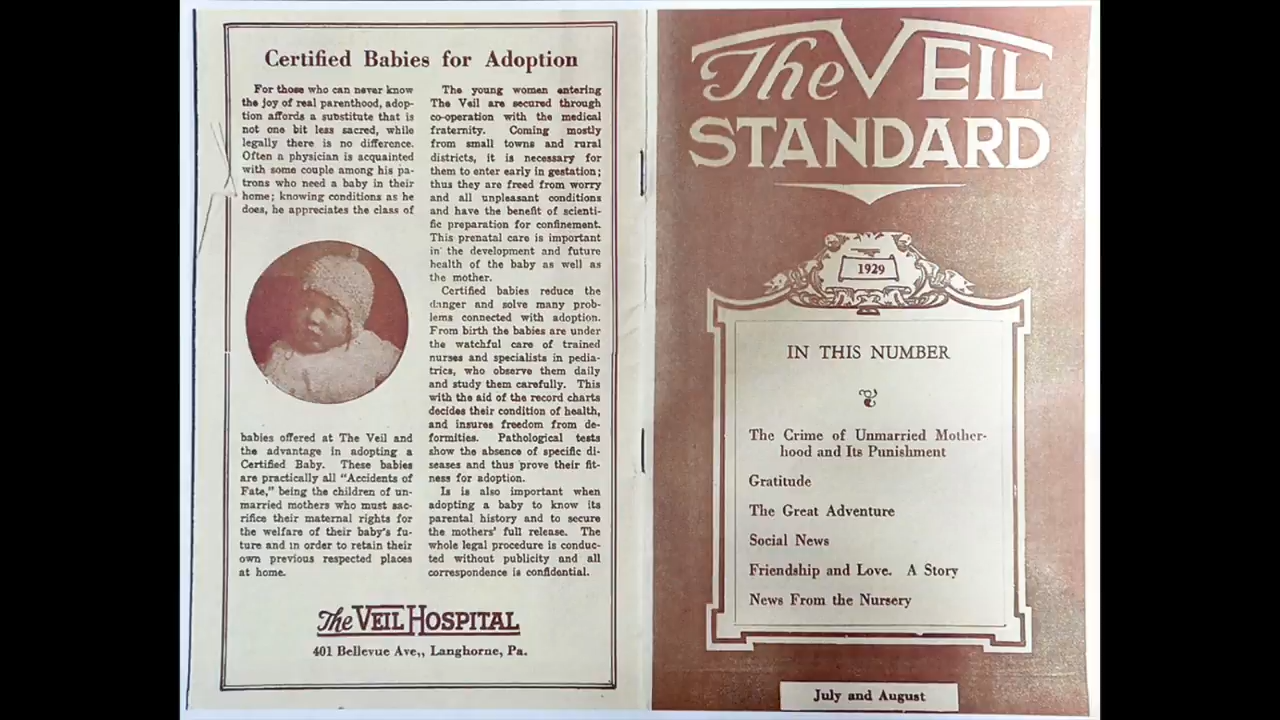 Certified Babies for Adoption
For those who can never know
the joy of real parenthood, adop-
tion affords a substitute that is
not one bit less sacred, while
legally there is no difference.
Often a physician is acquainted
with some couple among his pa-
trons who need a baby in their
home; knowing conditions as he
does, he appreciates the class of
babies offered at The Veil and
the advantage in adopting a
Certified Baby. These babies
are practically all "Accidents of
Fate," being the children of un-
married mothers who must sac-
rifice their maternal rights for
the welfare of their baby's fu-
ture and in order to retain their
own previous respected places
at home.
The young women entering
The Veil are secured through
co-operation with the medical
fraternity. Coming mostly
from small towns and rural
districts, it is necessary for
them to enter early in gestation;
thus they are freed from worry
and all unpleasant conditions
and have the benefit of scienti-
fic preparation for confinement.
This prenatal care is important
in the development and future
health of the baby as well as
the mother.
Certified babies reduce the
danger and solve many prob-
lems connected with adoption.
From birth the babies are under
the watchful care of trained
nurses and specialists in pedia-
trics, who observe them daily
and study them carefully. This
with the aid of the record charts
decides their condition of health,
and insures freedom from de-
formities. Pathological tests
show the absence of specific di-
seases and thus prove their fit-
ness for adoption.
Is is also important when
adopting a baby to know its
parental history and to secure
the mothers' full release. The
whole legal procedure is conduc-
ted without publicity and all
correspondence is confidential.
The VEIL HOSPITAL
401 Bellevue Ave,, Langhorne, Pa.
The VEIL
STANDARD
1929
IN THIS NUMBER
The Crime of Unmarried Mother-
hood and Its Punishment
Gratitude
The Great Adventure
Social News
Friendship and Love. A Story
News From the Nursery
July and August